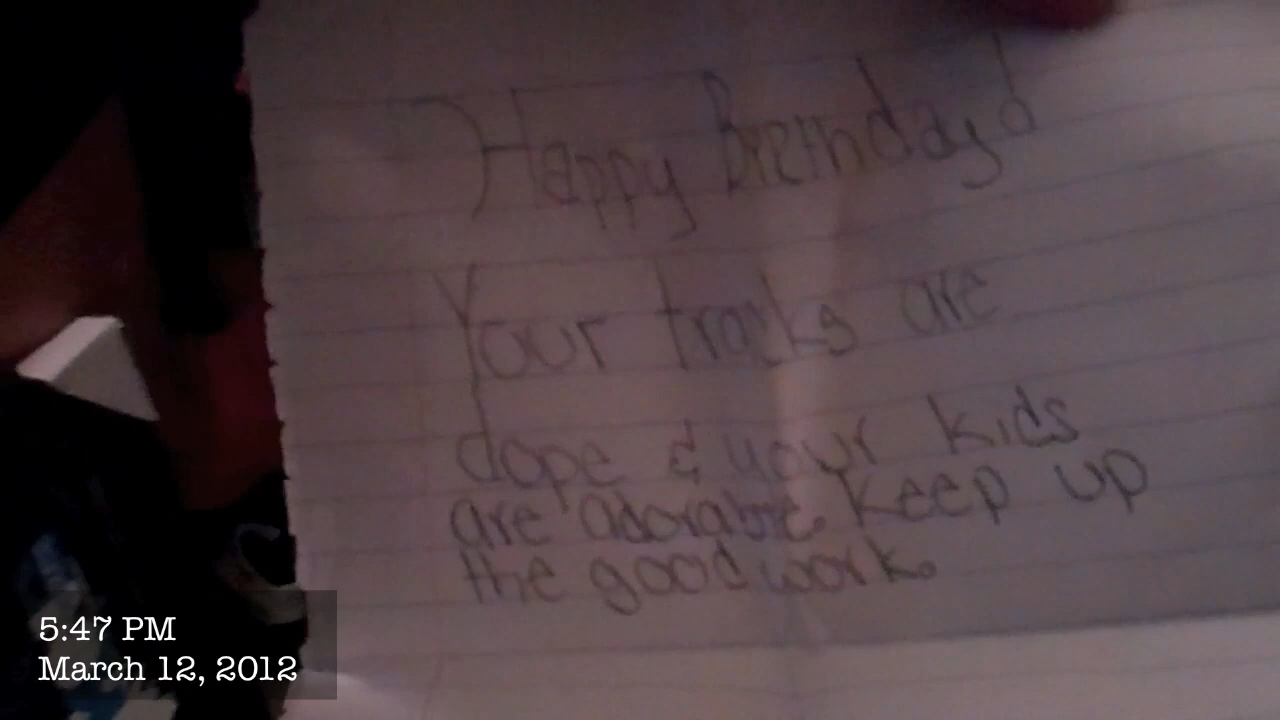 Happy Birthday!
Your tracks are
dope & your kids
are adorable. Keep up
the good work.
5:47 PM
March 12, 2012